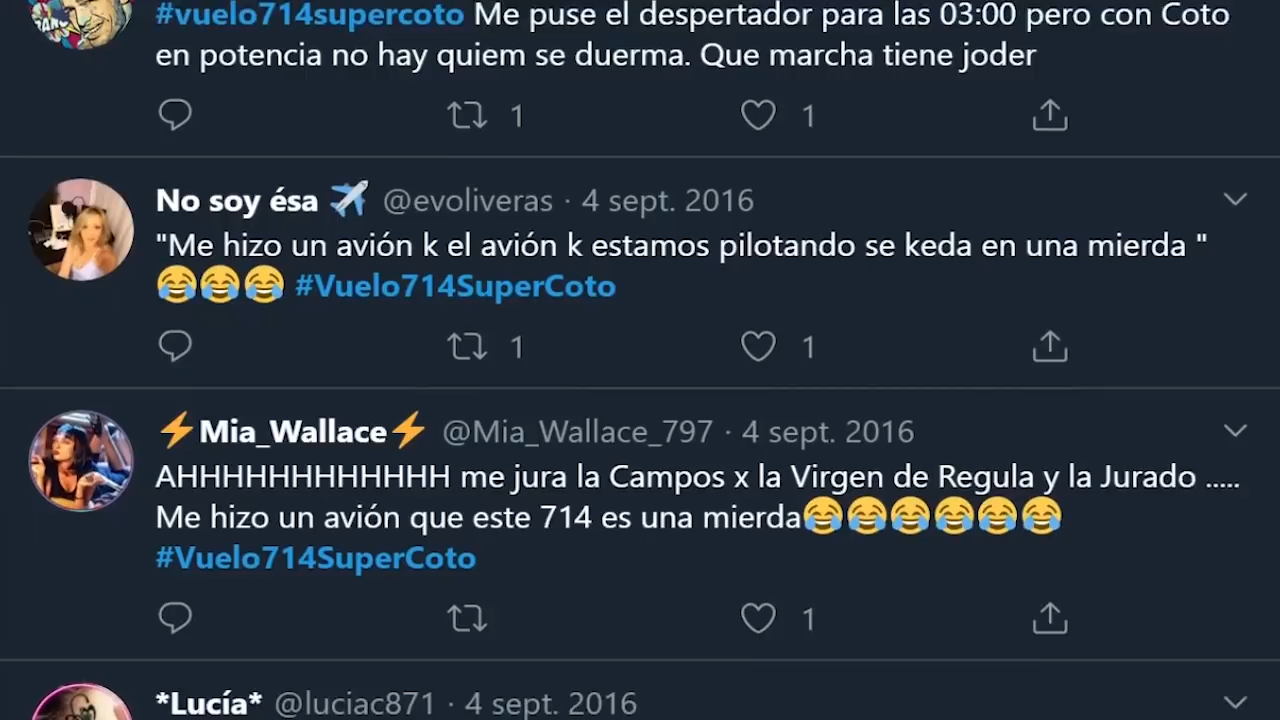 #vuelo714supercoto Me puse el despertador para las 03:00 pero con Coto
en potencia no hay quiem se duerma. Que marcha tiene joder
1 1
No soy ésa ✈️ @evoliveras · 4 sept. 2016
"Me hizo un avión k el avión k estamos pilotando se keda en una mierda "
😂😂😂 #Vuelo714SuperCoto
1 1
⚡Mia_Wallace⚡ @Mia_Wallace_797 · 4 sept. 2016
AHHHHHHHHHHHH me jura la Campos x la Virgen de Regula y la Jurado .....
Me hizo un avión que este 714 es una mierda😂😂😂😂😂😂
#Vuelo714SuperCoto
1
*Lucía* @luciac871 · 4 sept. 2016